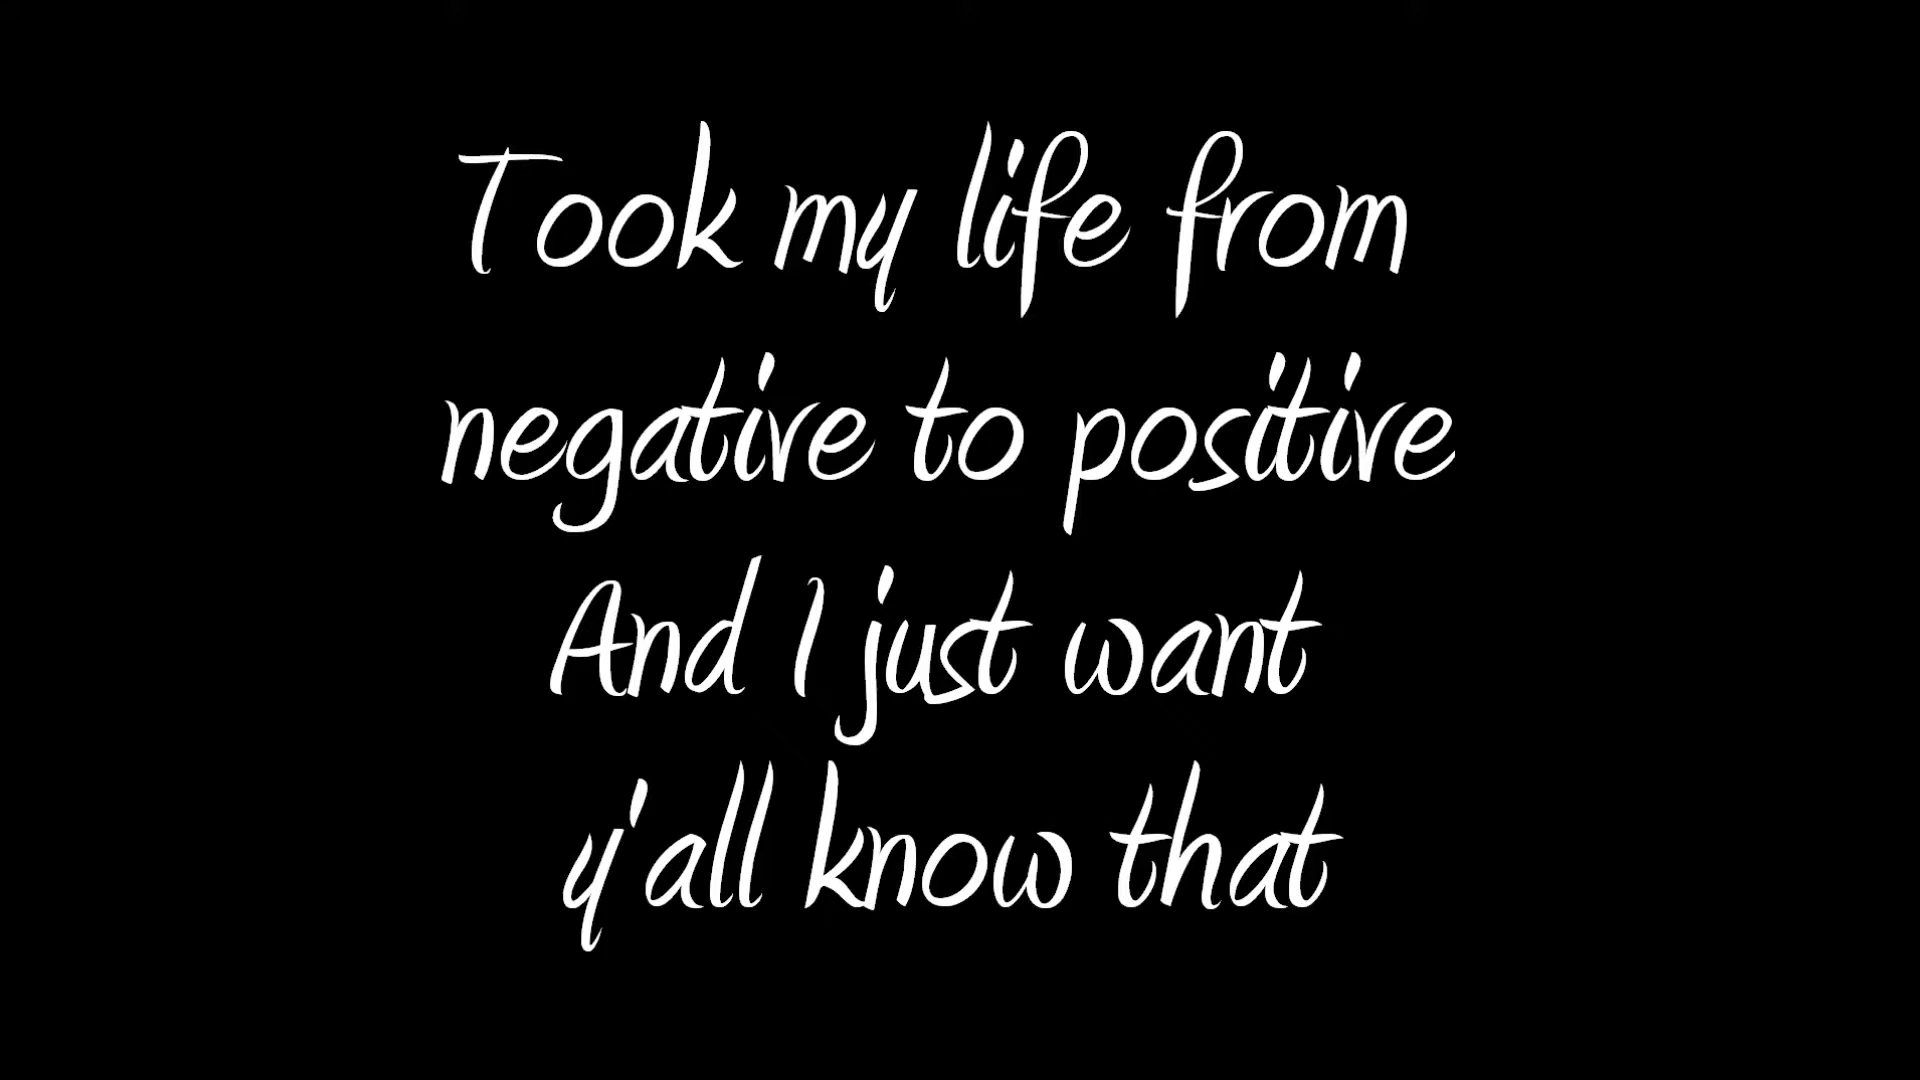 Took my life from
negative to positive
And I just want
y'all know that